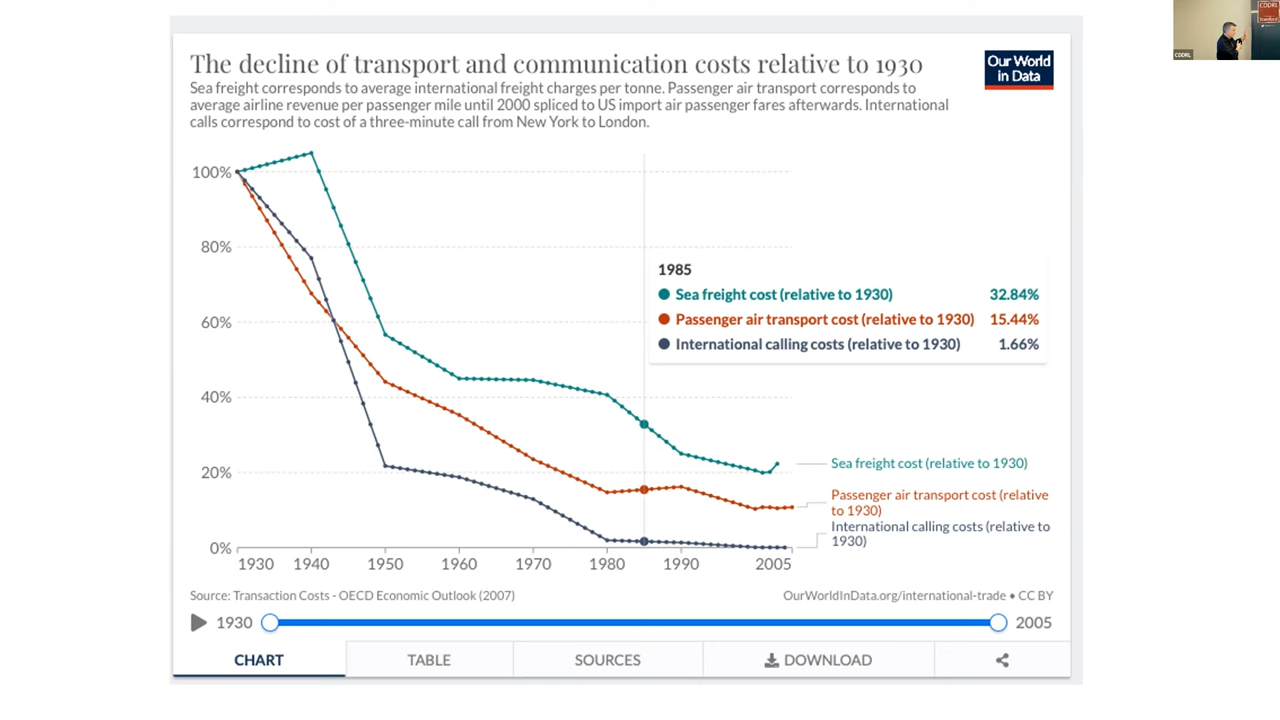 The decline of transport and communication costs relative to 1930
Sea freight corresponds to average international freight charges per tonne. Passenger air transport corresponds to
average airline revenue per passenger mile until 2000 spliced to US import air passenger fares afterwards. International
calls correspond to cost of a three-minute call from New York to London.
Our World
in Data
CDDRL
CDDRL
100%
80%
60%
40%
20%
0%
1985
Sea freight cost (relative to 1930) 32.84%
Passenger air transport cost (relative to 1930) 15.44%
International calling costs (relative to 1930) 1.66%
Sea freight cost (relative to 1930)
Passenger air transport cost (relative
to 1930)
International calling costs (relative to
1930)
1930 1940 1950 1960 1970 1980 1990 2005
Source: Transaction Costs - OECD Economic Outlook (2007)
OurWorldInData.org/international-trade • CC BY
1930 2005
CHART TABLE SOURCES DOWNLOAD